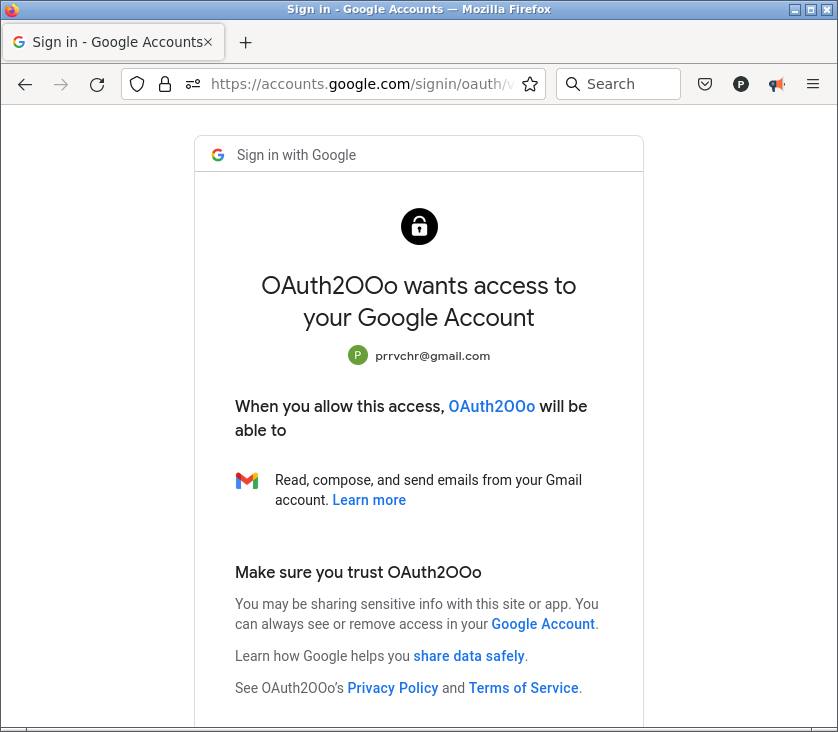 Sign in - Google Accounts — Mozilla Firefox
Sign in - Google Accounts
https://accounts.google.com/signin/oauth/v
Search
P
Sign in with Google
OAuth2OOo wants access to
your Google Account
P prrvchr@gmail.com
When you allow this access, OAuth2OOo will be
able to
Read, compose, and send emails from your Gmail
account. Learn more
Make sure you trust OAuth2OOo
You may be sharing sensitive info with this site or app. You
can always see or remove access in your Google Account.
Learn how Google helps you share data safely.
See OAuth2OOo’s Privacy Policy and Terms of Service.